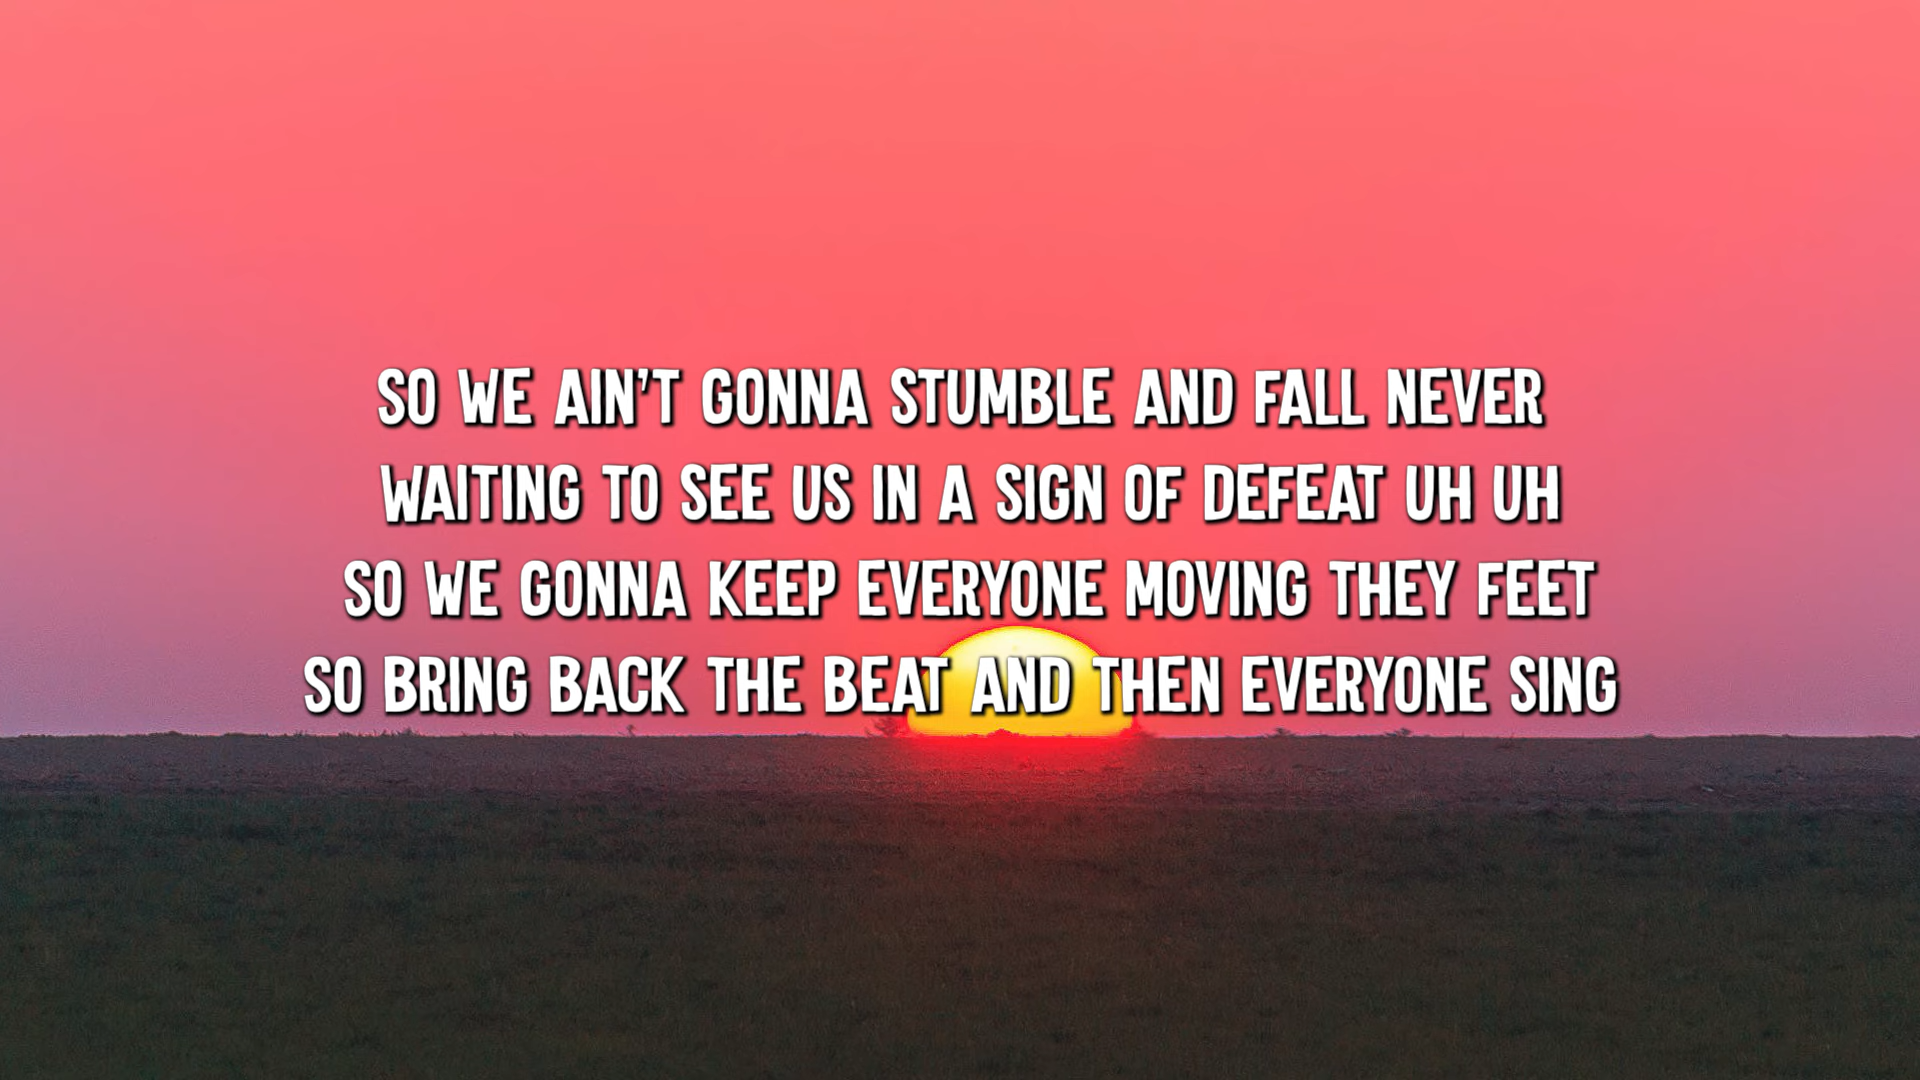 SO WE AIN'T GONNA STUMBLE AND FALL NEVER
WAITING TO SEE US IN A SIGN OF DEFEAT UH UH
SO WE GONNA KEEP EVERYONE MOVING THEY FEET
SO BRING BACK THE BEAT AND THEN EVERYONE SING